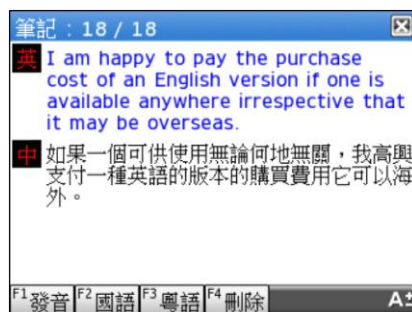 筆記：18 / 18
英 I am happy to pay the purchase
cost of an English version if one is
available anywhere irrespective that
it may be overseas.
中 如果一個可供使用無論何地無關，我高興
支付一種英語的版本的購買費用它可以海
外。
F1 發音 F2 國語 F3 粵語 F4 刪除 A±